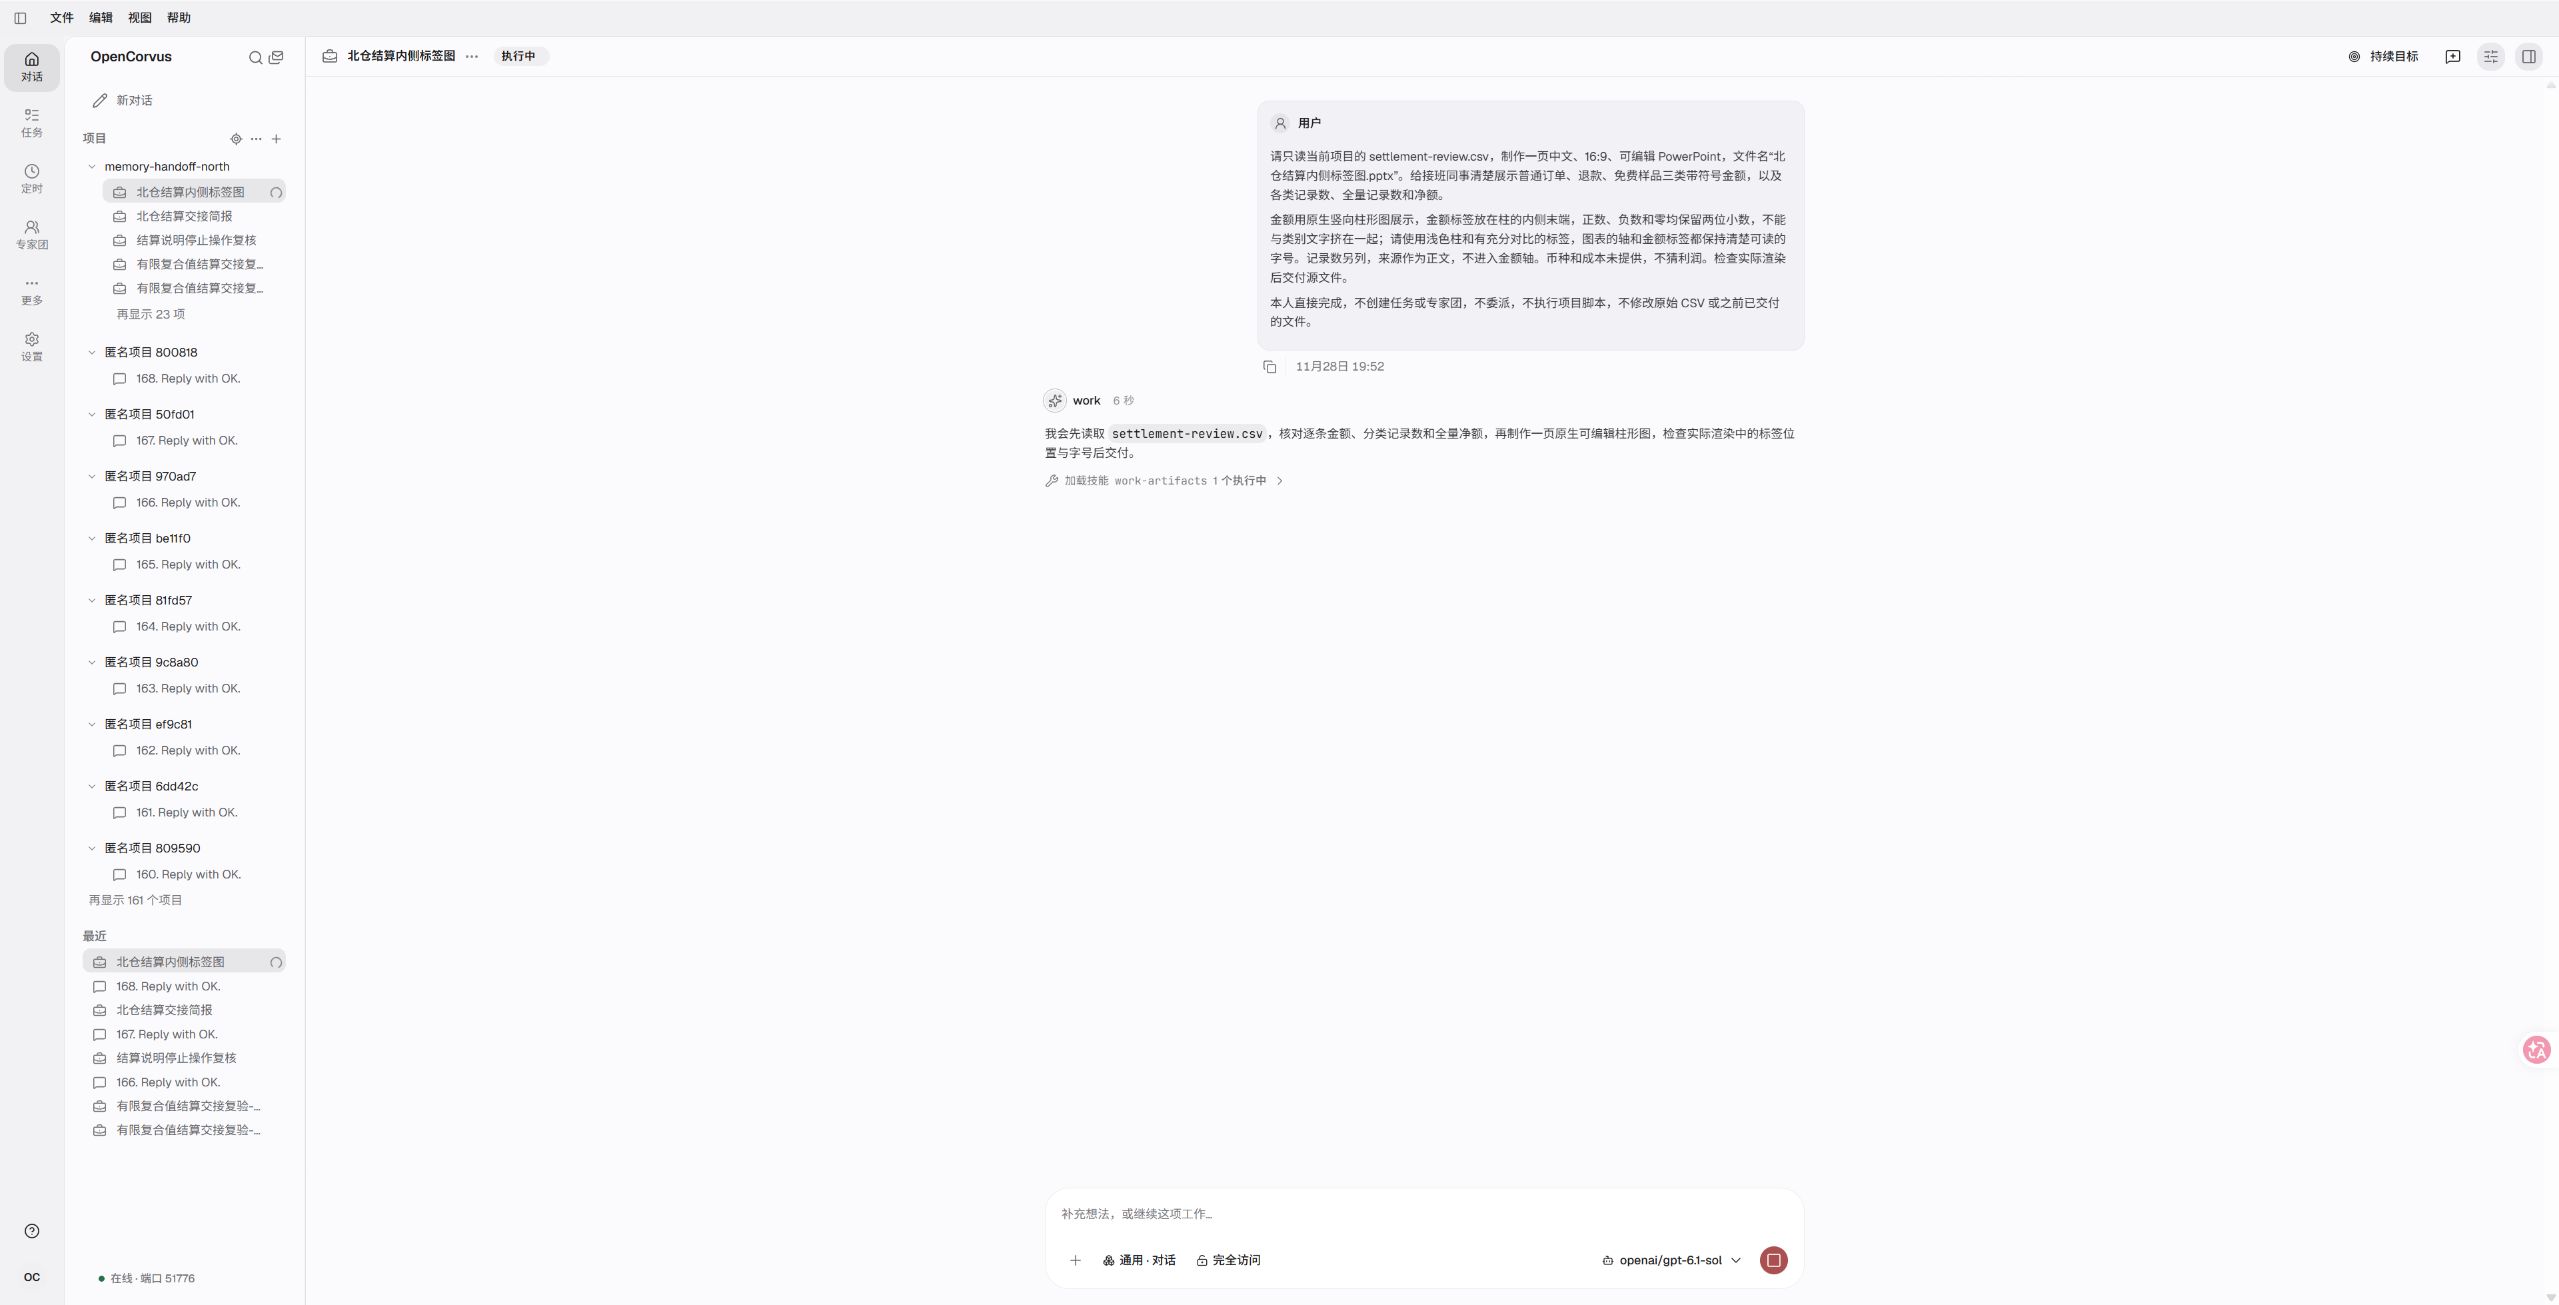 文件 编辑 视图 帮助
对话
任务
定时
专家团
更多
设置
OC
OpenCorvus
新对话
项目
memory-handoff-north
北仓结算内侧标签图
北仓结算交接简报
结算说明停止操作复核
有限复合值结算交接复...
有限复合值结算交接复...
再显示 23 项
匿名项目 800818
168. Reply with OK.
匿名项目 50fd01
167. Reply with OK.
匿名项目 970ad7
166. Reply with OK.
匿名项目 be11f0
165. Reply with OK.
匿名项目 81fd57
164. Reply with OK.
匿名项目 9c8a80
163. Reply with OK.
匿名项目 ef9c81
162. Reply with OK.
匿名项目 6dd42c
161. Reply with OK.
匿名项目 809590
160. Reply with OK.
再显示 161 个项目
最近
北仓结算内侧标签图
168. Reply with OK.
北仓结算交接简报
167. Reply with OK.
结算说明停止操作复核
166. Reply with OK.
有限复合值结算交接复验-...
有限复合值结算交接复验-...
在线 · 端口 51776
北仓结算内侧标签图 ··· 执行中
持续目标
用户
请只读当前项目的 settlement-review.csv，制作一页中文、16:9、可编辑 PowerPoint，文件名“北
仓结算内侧标签图.pptx”。给接班同事清楚展示普通订单、退款、免费样品三类带符号金额，以及
各类记录数、全量记录数和净额。
金额用原生竖向柱形图展示，金额标签放在柱的内侧末端，正数、负数和零均保留两位小数，不能
与类别文字挤在一起；请使用浅色柱和有充分对比的标签，图表的轴和金额标签都保持清楚可读的
字号。记录数另列，来源作为正文，不进入金额轴。币种和成本未提供，不猜利润。检查实际渲染
后交付源文件。
本人直接完成，不创建任务或专家团，不委派，不执行项目脚本，不修改原始 CSV 或之前已交付
的文件。
11月28日 19:52
work 6 秒
我会先读取 settlement-review.csv，核对逐条金额、分类记录数和全量净额，再制作一页原生可编辑柱形图，检查实际渲染中的标签位
置与字号后交付。
加载技能 work-artifacts 1 个执行中
补充想法，或继续这项工作...
通用 · 对话 完全访问 openai/gpt-6.1-sol